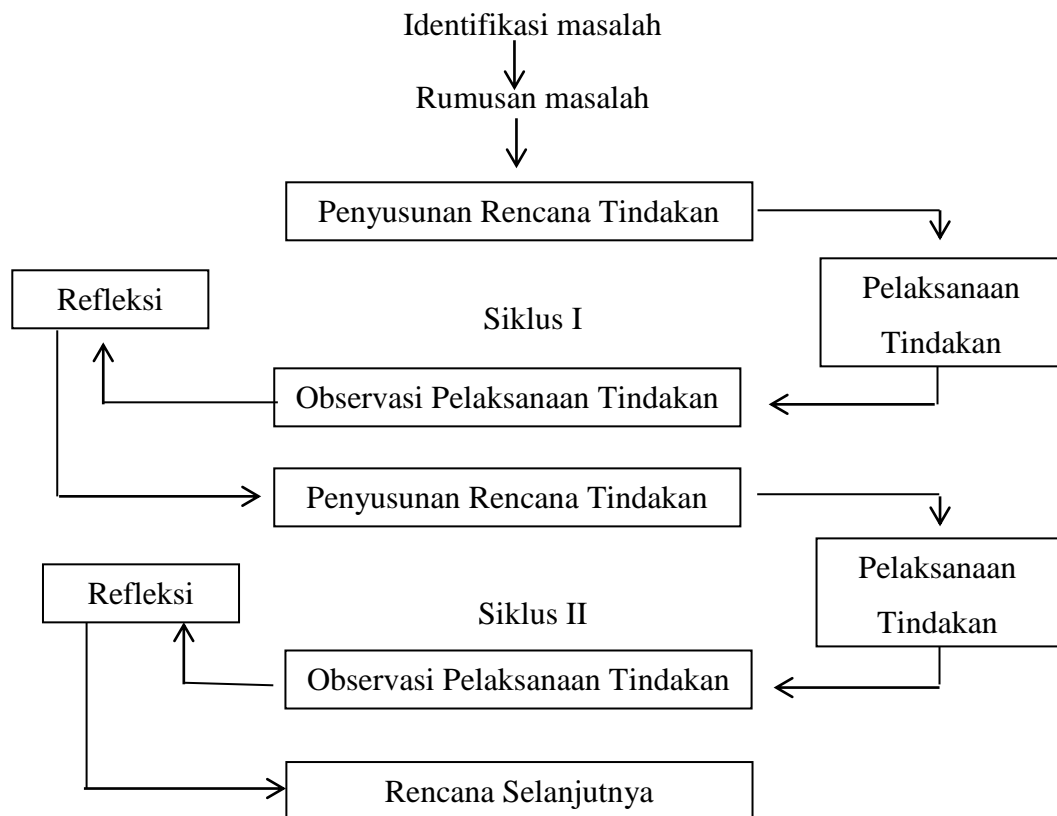 Identifikasi masalah
Rumusan masalah
Penyusunan Rencana Tindakan
Pelaksanaan
Tindakan
Refleksi
Siklus I
Observasi Pelaksanaan Tindakan
Penyusunan Rencana Tindakan
Pelaksanaan
Tindakan
Refleksi
Siklus II
Observasi Pelaksanaan Tindakan
Rencana Selanjutnya